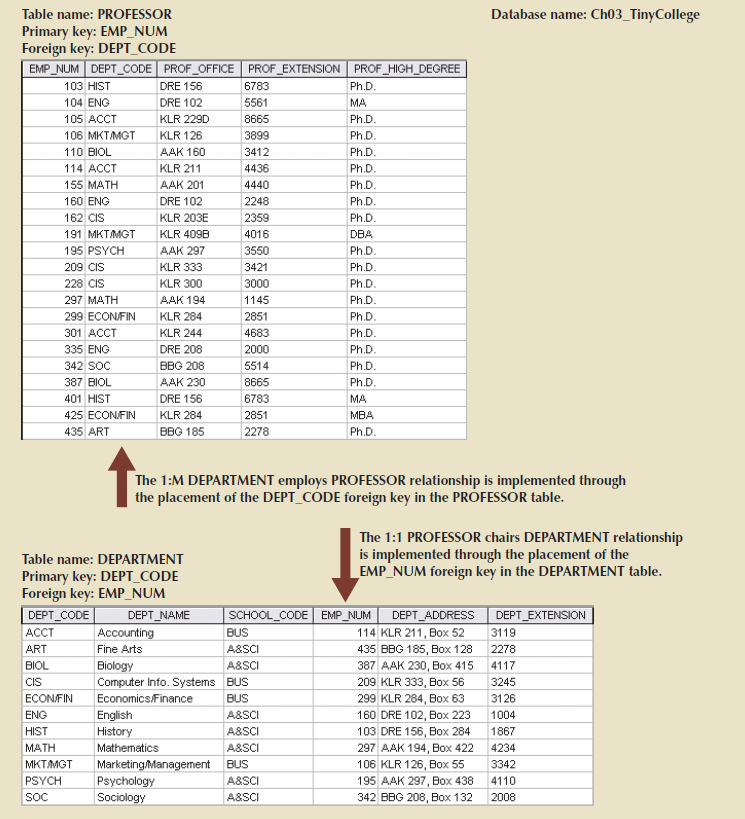 Table name: PROFESSOR
Database name: Ch03_TinyCollege
Primary key: EMP_NUM
Foreign key: DEPT_CODE
EMP_NUM DEPT_CODE PROF_OFFICE PROF_EXTENSION PROF_HIGH_DEGREE
103 HIST DRE 156 6783 Ph.D.
104 ENG DRE 102 5561 MA
105 ACCT KLR 229D 8665 Ph.D.
106 MKT/MGT KLR 126 3899 Ph.D.
110 BIOL AAK 160 3412 Ph.D.
114 ACCT KLR 211 4436 Ph.D.
155 MATH AAK 201 4440 Ph.D.
160 ENG DRE 102 2248 Ph.D.
162 CIS KLR 203E 2359 Ph.D.
191 MKT/MGT KLR 409B 4016 DBA
195 PSYCH AAK 297 3550 Ph.D.
209 CIS KLR 333 3421 Ph.D.
228 CIS KLR 300 3000 Ph.D.
297 MATH AAK 194 1145 Ph.D.
299 ECON/FIN KLR 284 2851 Ph.D.
301 ACCT KLR 244 4683 Ph.D.
335 ENG DRE 208 2000 Ph.D.
342 SOC BBG 208 5514 Ph.D.
387 BIOL AAK 230 8665 Ph.D.
401 HIST DRE 156 6783 MA
425 ECON/FIN KLR 284 2851 MBA
435 ART BBG 185 2278 Ph.D.
The 1:M DEPARTMENT employs PROFESSOR relationship is implemented through
the placement of the DEPT_CODE foreign key in the PROFESSOR table.
The 1:1 PROFESSOR chairs DEPARTMENT relationship
is implemented through the placement of the
EMP_NUM foreign key in the DEPARTMENT table.
Table name: DEPARTMENT
Primary key: DEPT_CODE
Foreign key: EMP_NUM
DEPT_CODE DEPT_NAME SCHOOL_CODE EMP_NUM DEPT_ADDRESS DEPT_EXTENSION
ACCT Accounting BUS 114 KLR 211, Box 52 3119
ART Fine Arts A&SCI 435 BBG 185, Box 128 2278
BIOL Biology A&SCI 387 AAK 230, Box 415 4117
CIS Computer Info. Systems BUS 209 KLR 333, Box 56 3245
ECON/FIN Economics/Finance BUS 299 KLR 284, Box 63 3126
ENG English A&SCI 160 DRE 102, Box 223 1004
HIST History A&SCI 103 DRE 156, Box 284 1867
MATH Mathematics A&SCI 297 AAK 194, Box 422 4234
MKT/MGT Marketing/Management BUS 106 KLR 126, Box 55 3342
PSYCH Psychology A&SCI 195 AAK 297, Box 438 4110
SOC Sociology A&SCI 342 BBG 208, Box 132 2008